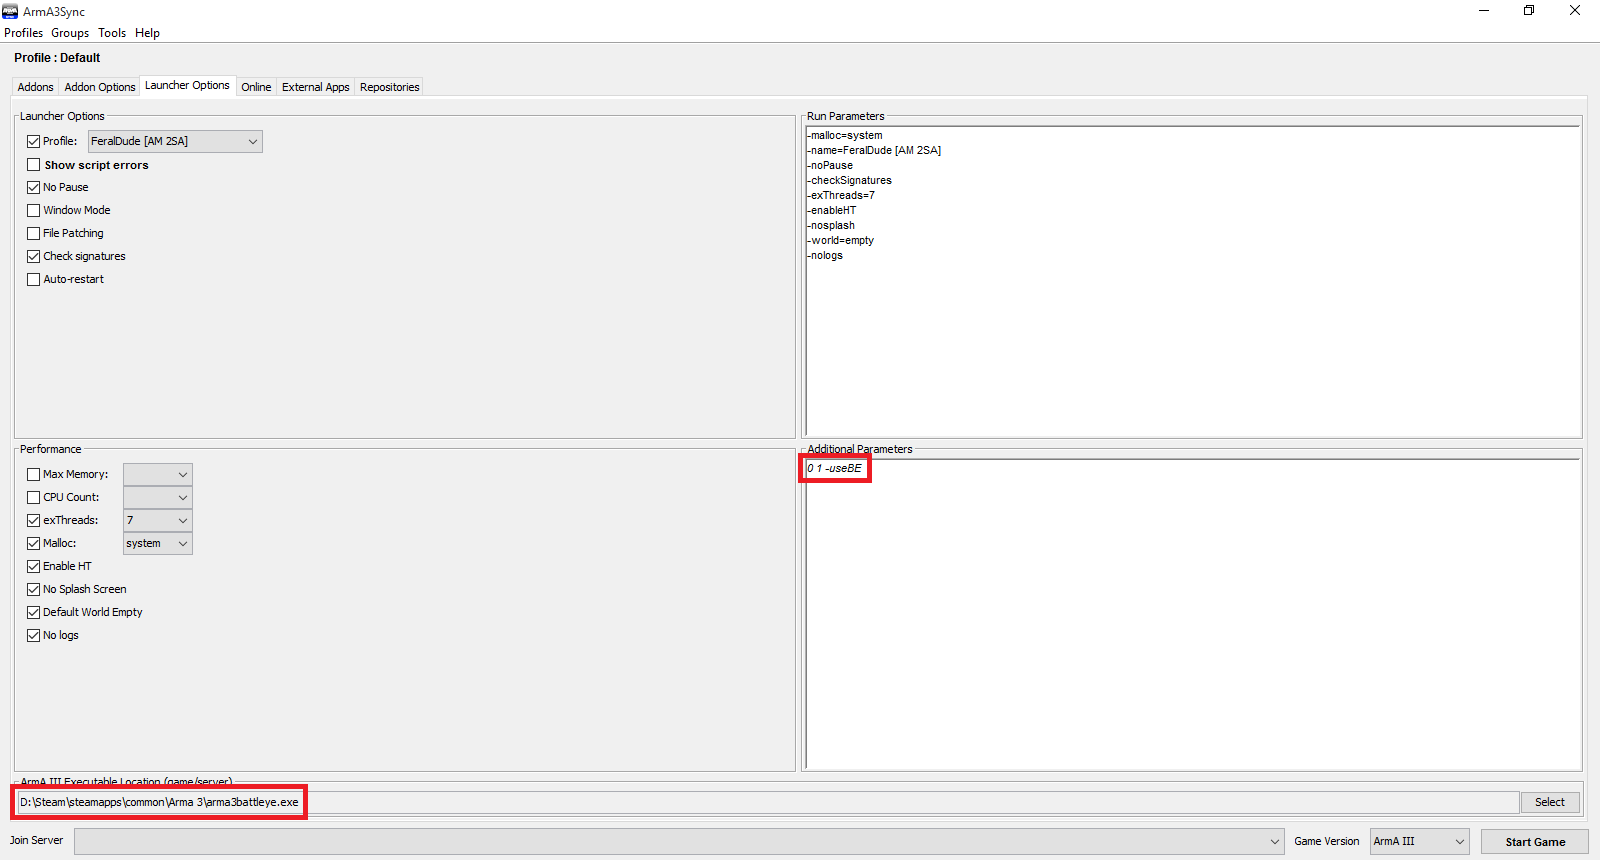 ArmA3Sync
Profiles Groups Tools Help
Profile : Default
Addons Addon Options Launcher Options Online External Apps Repositories
Launcher Options
Profile: FeralDude [AM 2SA]
Show script errors
No Pause
Window Mode
File Patching
Check signatures
Auto-restart
Run Parameters
-malloc=system
-name=FeralDude [AM 2SA]
-noPause
-checkSignatures
-exThreads=7
-enableHT
-nosplash
-world=empty
-nologs
Performance
Max Memory:
CPU Count:
exThreads: 7
Malloc: system
Enable HT
No Splash Screen
Default World Empty
No logs
Additional Parameters
0 1 -useBE
ArmA III Executable Location (game/server)
D:\Steam\steamapps\common\Arma 3\arma3battleye.exe
Select
Join Server
Game Version ArmA III
Start Game